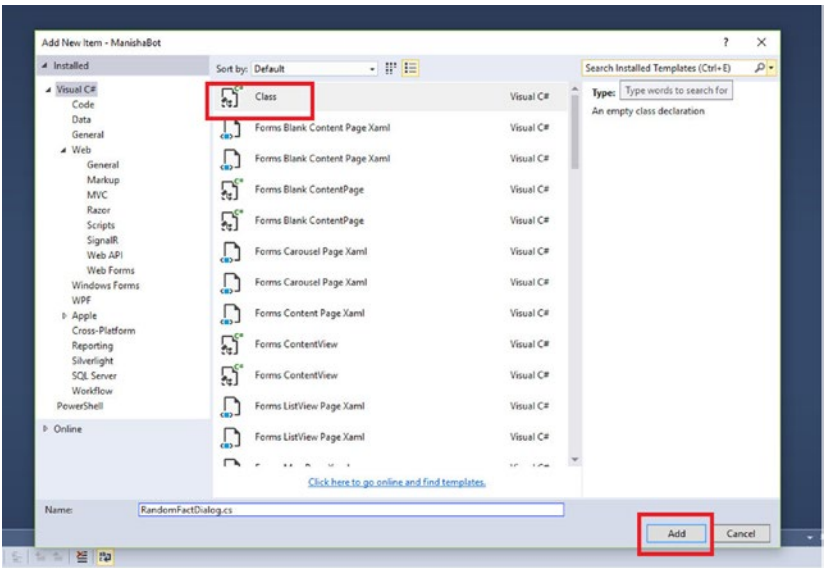 Add New Item - ManishaBot
? X
Installed
Sort by: Default
Search Installed Templates (Ctrl+E)
Visual C#
Code
Data
General
Web
General
Markup
MVC
Razor
Scripts
SignalR
Web API
Web Forms
Windows Forms
WPF
Apple
Cross-Platform
Reporting
Silverlight
SQL Server
Workflow
PowerShell
Online
Class Visual C#
Forms Blank Content Page Xaml Visual C#
Forms Blank Content Page Xaml Visual C#
Forms Blank ContentPage Visual C#
Forms Blank ContentPage Visual C#
Forms Carousel Page Xaml Visual C#
Forms Carousel Page Xaml Visual C#
Forms Content Page Xaml Visual C#
Forms ContentView Visual C#
Forms ContentView Visual C#
Forms ListView Page Xaml Visual C#
Forms ListView Page Xaml Visual C#
Click here to go online and find templates.
Type: Type words to search for
An empty class declaration
Name: RandomFactDialog.cs
Add Cancel